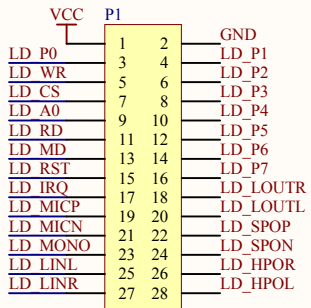 VCC P1
1 2 GND
LD_P0 3 4 LD_P1
LD_WR 5 6 LD_P2
LD_CS 7 8 LD_P3
LD_A0 9 10 LD_P4
LD_RD 11 12 LD_P5
LD_MD 13 14 LD_P6
LD_RST 15 16 LD_P7
LD_IRQ 17 18 LD_LOUTR
LD_MICP 19 20 LD_LOUTL
LD_MICN 21 22 LD_SPOP
LD_MONO 23 24 LD_SPON
LD_LINL 25 26 LD_HPOR
LD_LINR 27 28 LD_HPOL